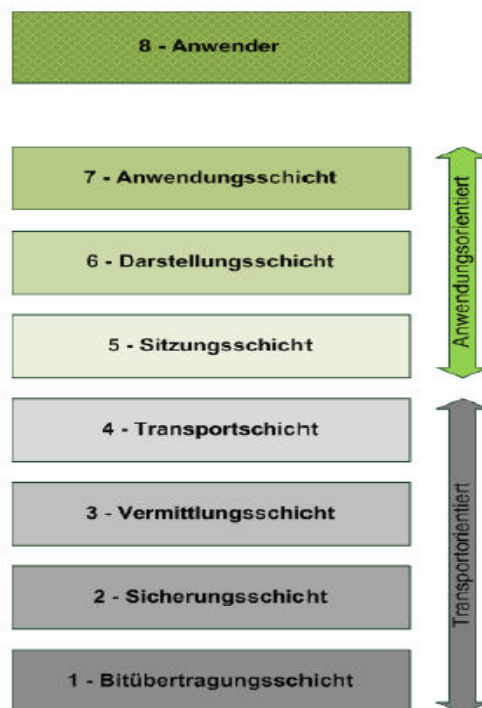 8 - Anwender
7 - Anwendungsschicht
6 - Darstellungsschicht
5 - Sitzungsschicht
Anwendungsorientiert
4 - Transportschicht
3 - Vermittlungsschicht
2 - Sicherungsschicht
1 - Bitübertragungsschicht
Transportorientiert